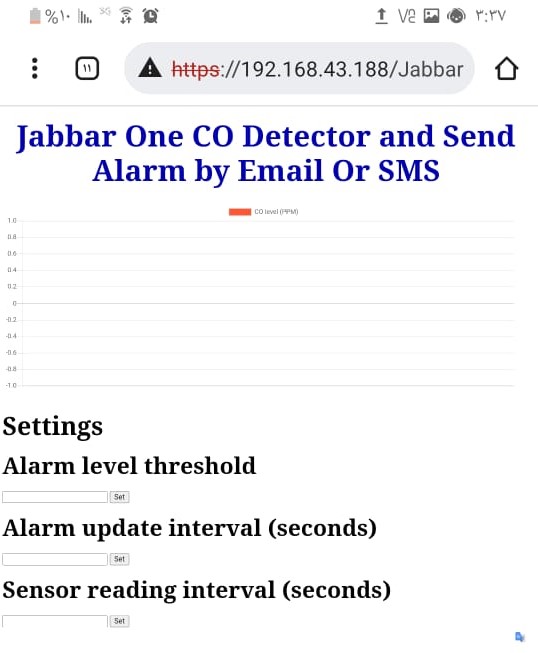 %۱۰ 3G ۳:۳۷
۱۱ https://192.168.43.188/Jabbar
Jabbar One CO Detector and Send
Alarm by Email Or SMS
CO level (PPM)
1.0
0.8
0.6
0.4
0.2
0
-0.2
-0.4
-0.6
-0.8
-1.0
Settings
Alarm level threshold
Set
Alarm update interval (seconds)
Set
Sensor reading interval (seconds)
Set